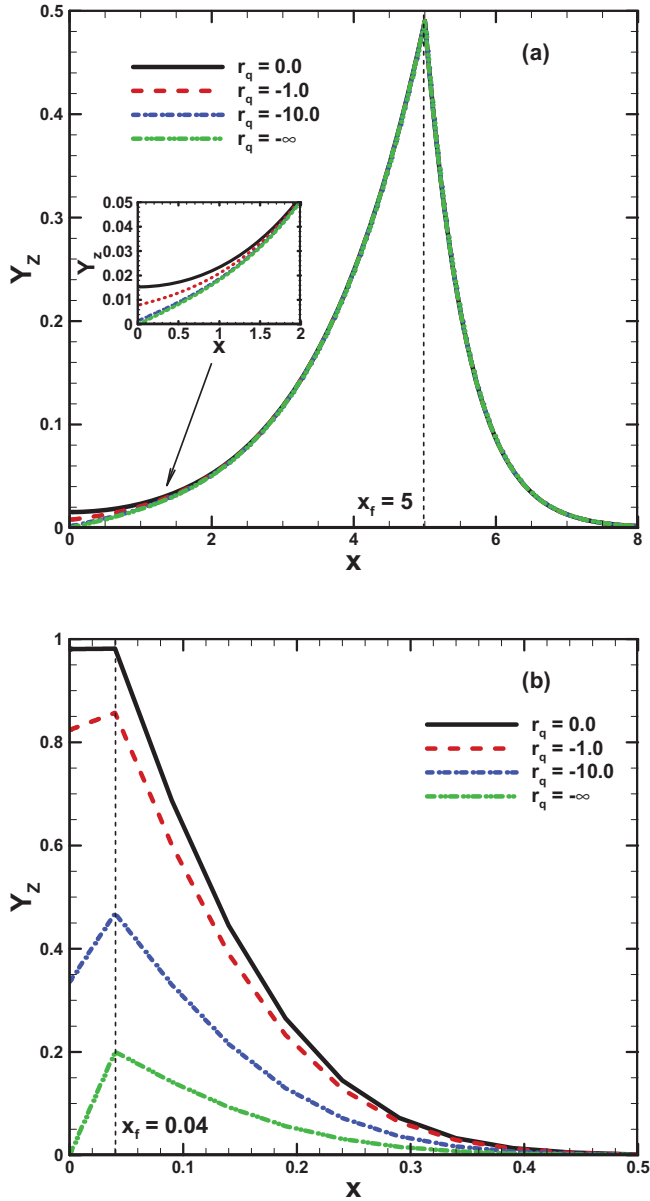 0.5
(a)
r_q = 0.0
r_q = -1.0
r_q = -10.0
r_q = -∞
0.4
0.3
Y_Z
0.2
0.1
0
0.05
0.04
0.03
0.02
0.01
0
Y_Z
0 0.5 1 1.5 2
X
x_f = 5
0 2 4 6 8
X
1
(b)
r_q = 0.0
r_q = -1.0
r_q = -10.0
r_q = -∞
0.8
0.6
Y_Z
0.4
0.2
0
x_f = 0.04
0 0.1 0.2 0.3 0.4 0.5
X